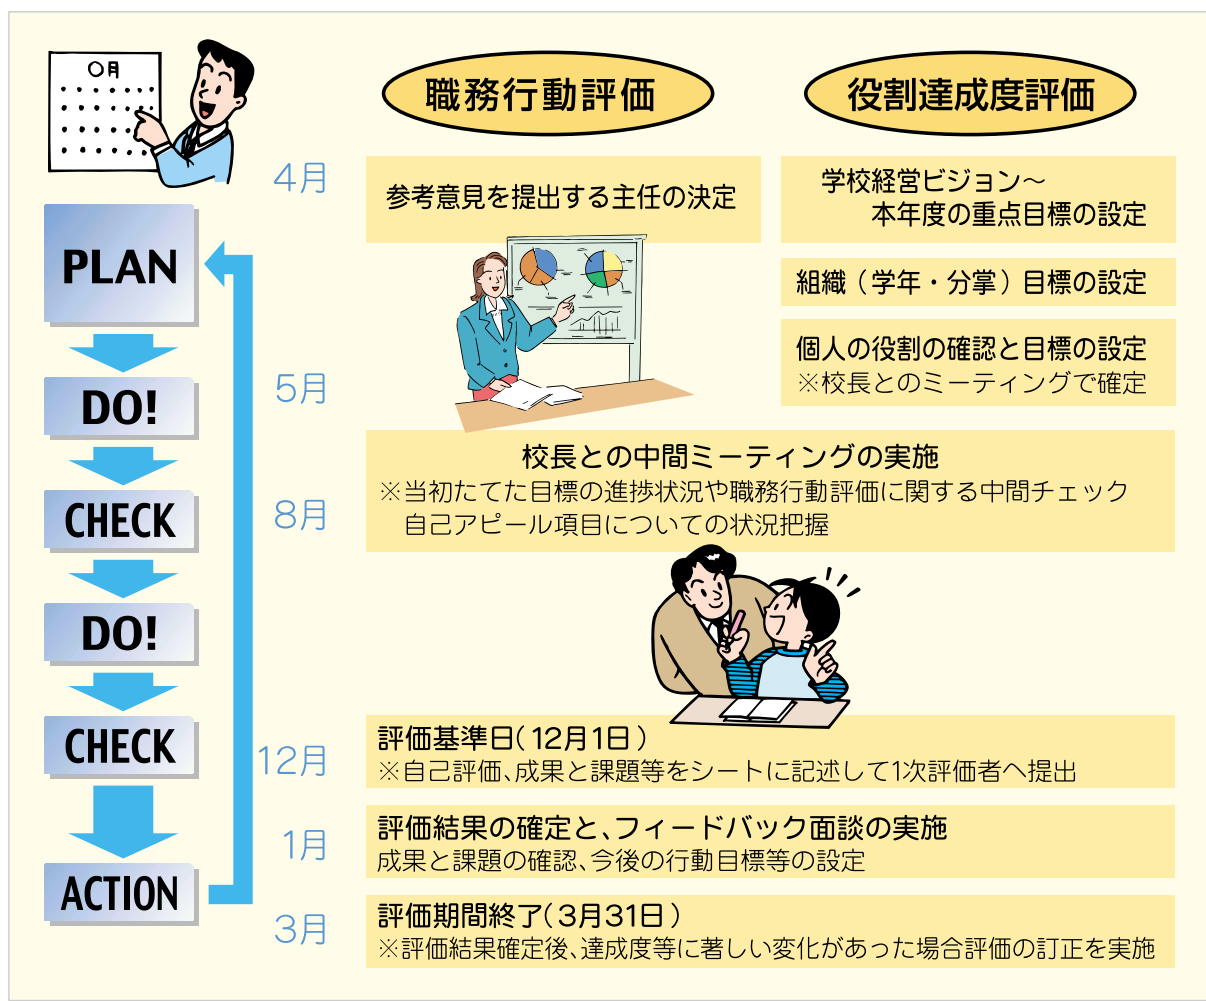 〇月
職務行動評価
役割達成度評価
4月
参考意見を提出する主任の決定
学校経営ビジョン～
本年度の重点目標の設定
PLAN
組織（学年・分掌）目標の設定
個人の役割の確認と目標の設定
※校長とのミーティングで確定
5月
DO!
校長との中間ミーティングの実施
※当初たてた目標の進捗状況や職務行動評価に関する中間チェック
自己アピール項目についての状況把握
8月
CHECK
DO!
CHECK
12月
評価基準日（12月1日）
※自己評価、成果と課題等をシートに記述して1次評価者へ提出
1月
評価結果の確定と、フィードバック面談の実施
成果と課題の確認、今後の行動目標等の設定
ACTION
3月
評価期間終了（3月31日）
※評価結果確定後、達成度等に著しい変化があった場合評価の訂正を実施